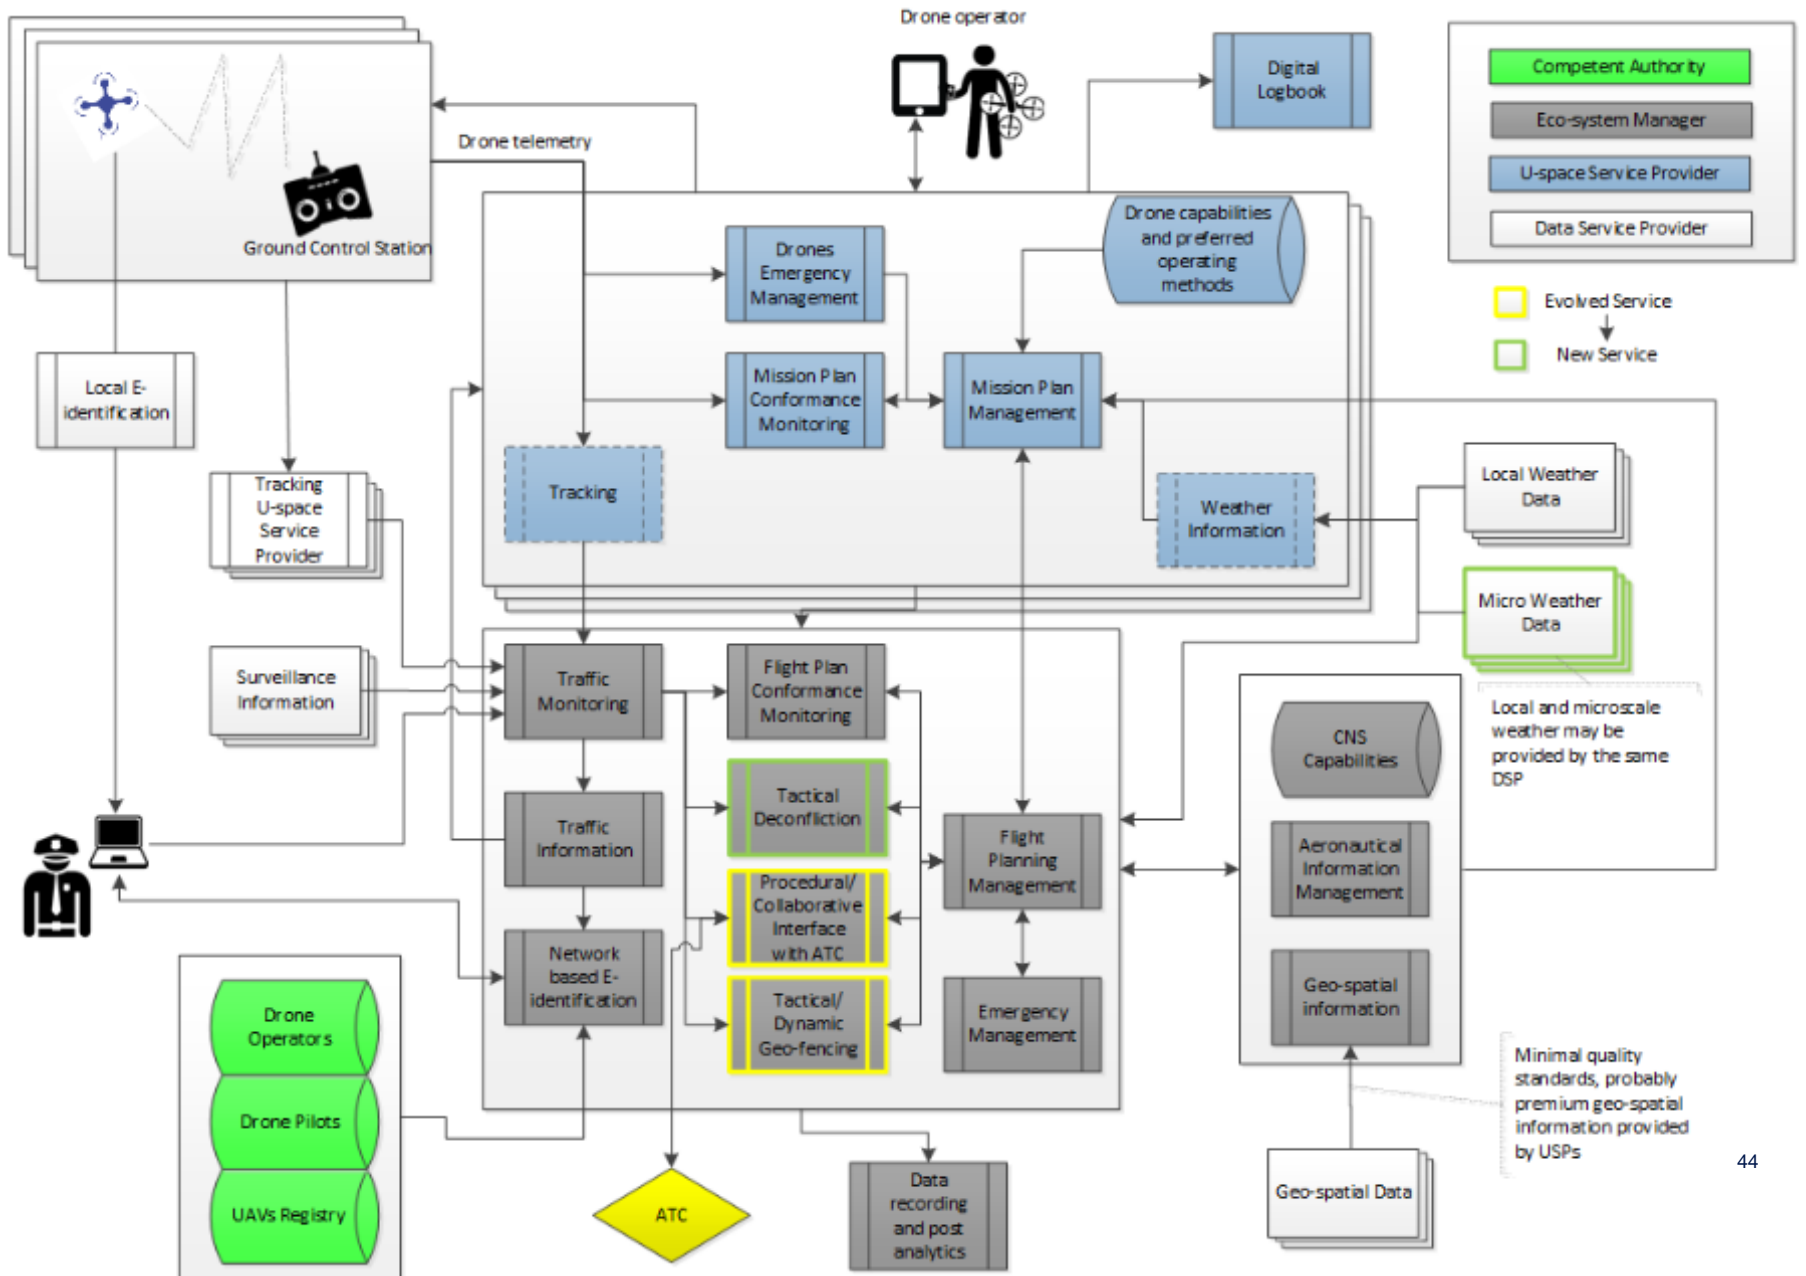 Drone operator
Digital
Logbook
Competent Authority
Eco-system Manager
U-space Service Provider
Data Service Provider
Evolved Service
New Service
Drone telemetry
Ground Control Station
Drones
Emergency
Management
Drone capabilities
and preferred
operating
methods
Local E-
identification
Mission Plan
Conformance
Monitoring
Mission Plan
Management
Tracking
U-space
Service
Provider
Tracking
Weather
Information
Local Weather
Data
Micro Weather
Data
Local and microscale
weather may be
provided by the same
DSP
Surveillance
Information
Traffic
Monitoring
Flight Plan
Conformance
Monitoring
CNS
Capabilities
Tactical
Deconfliction
Traffic
Information
Flight
Planning
Management
Aeronautical
Information
Management
Procedural/
Collaborative
Interface
with ATC
Network
based E-
identification
Tactical/
Dynamic
Geo-fencing
Emergency
Management
Geo-spatial
information
Drone
Operators
Drone Pilots
UAVs Registry
ATC
Data
recording
and post
analytics
Minimal quality
standards, probably
premium geo-spatial
information provided
by USPs
Geo-spatial Data
44